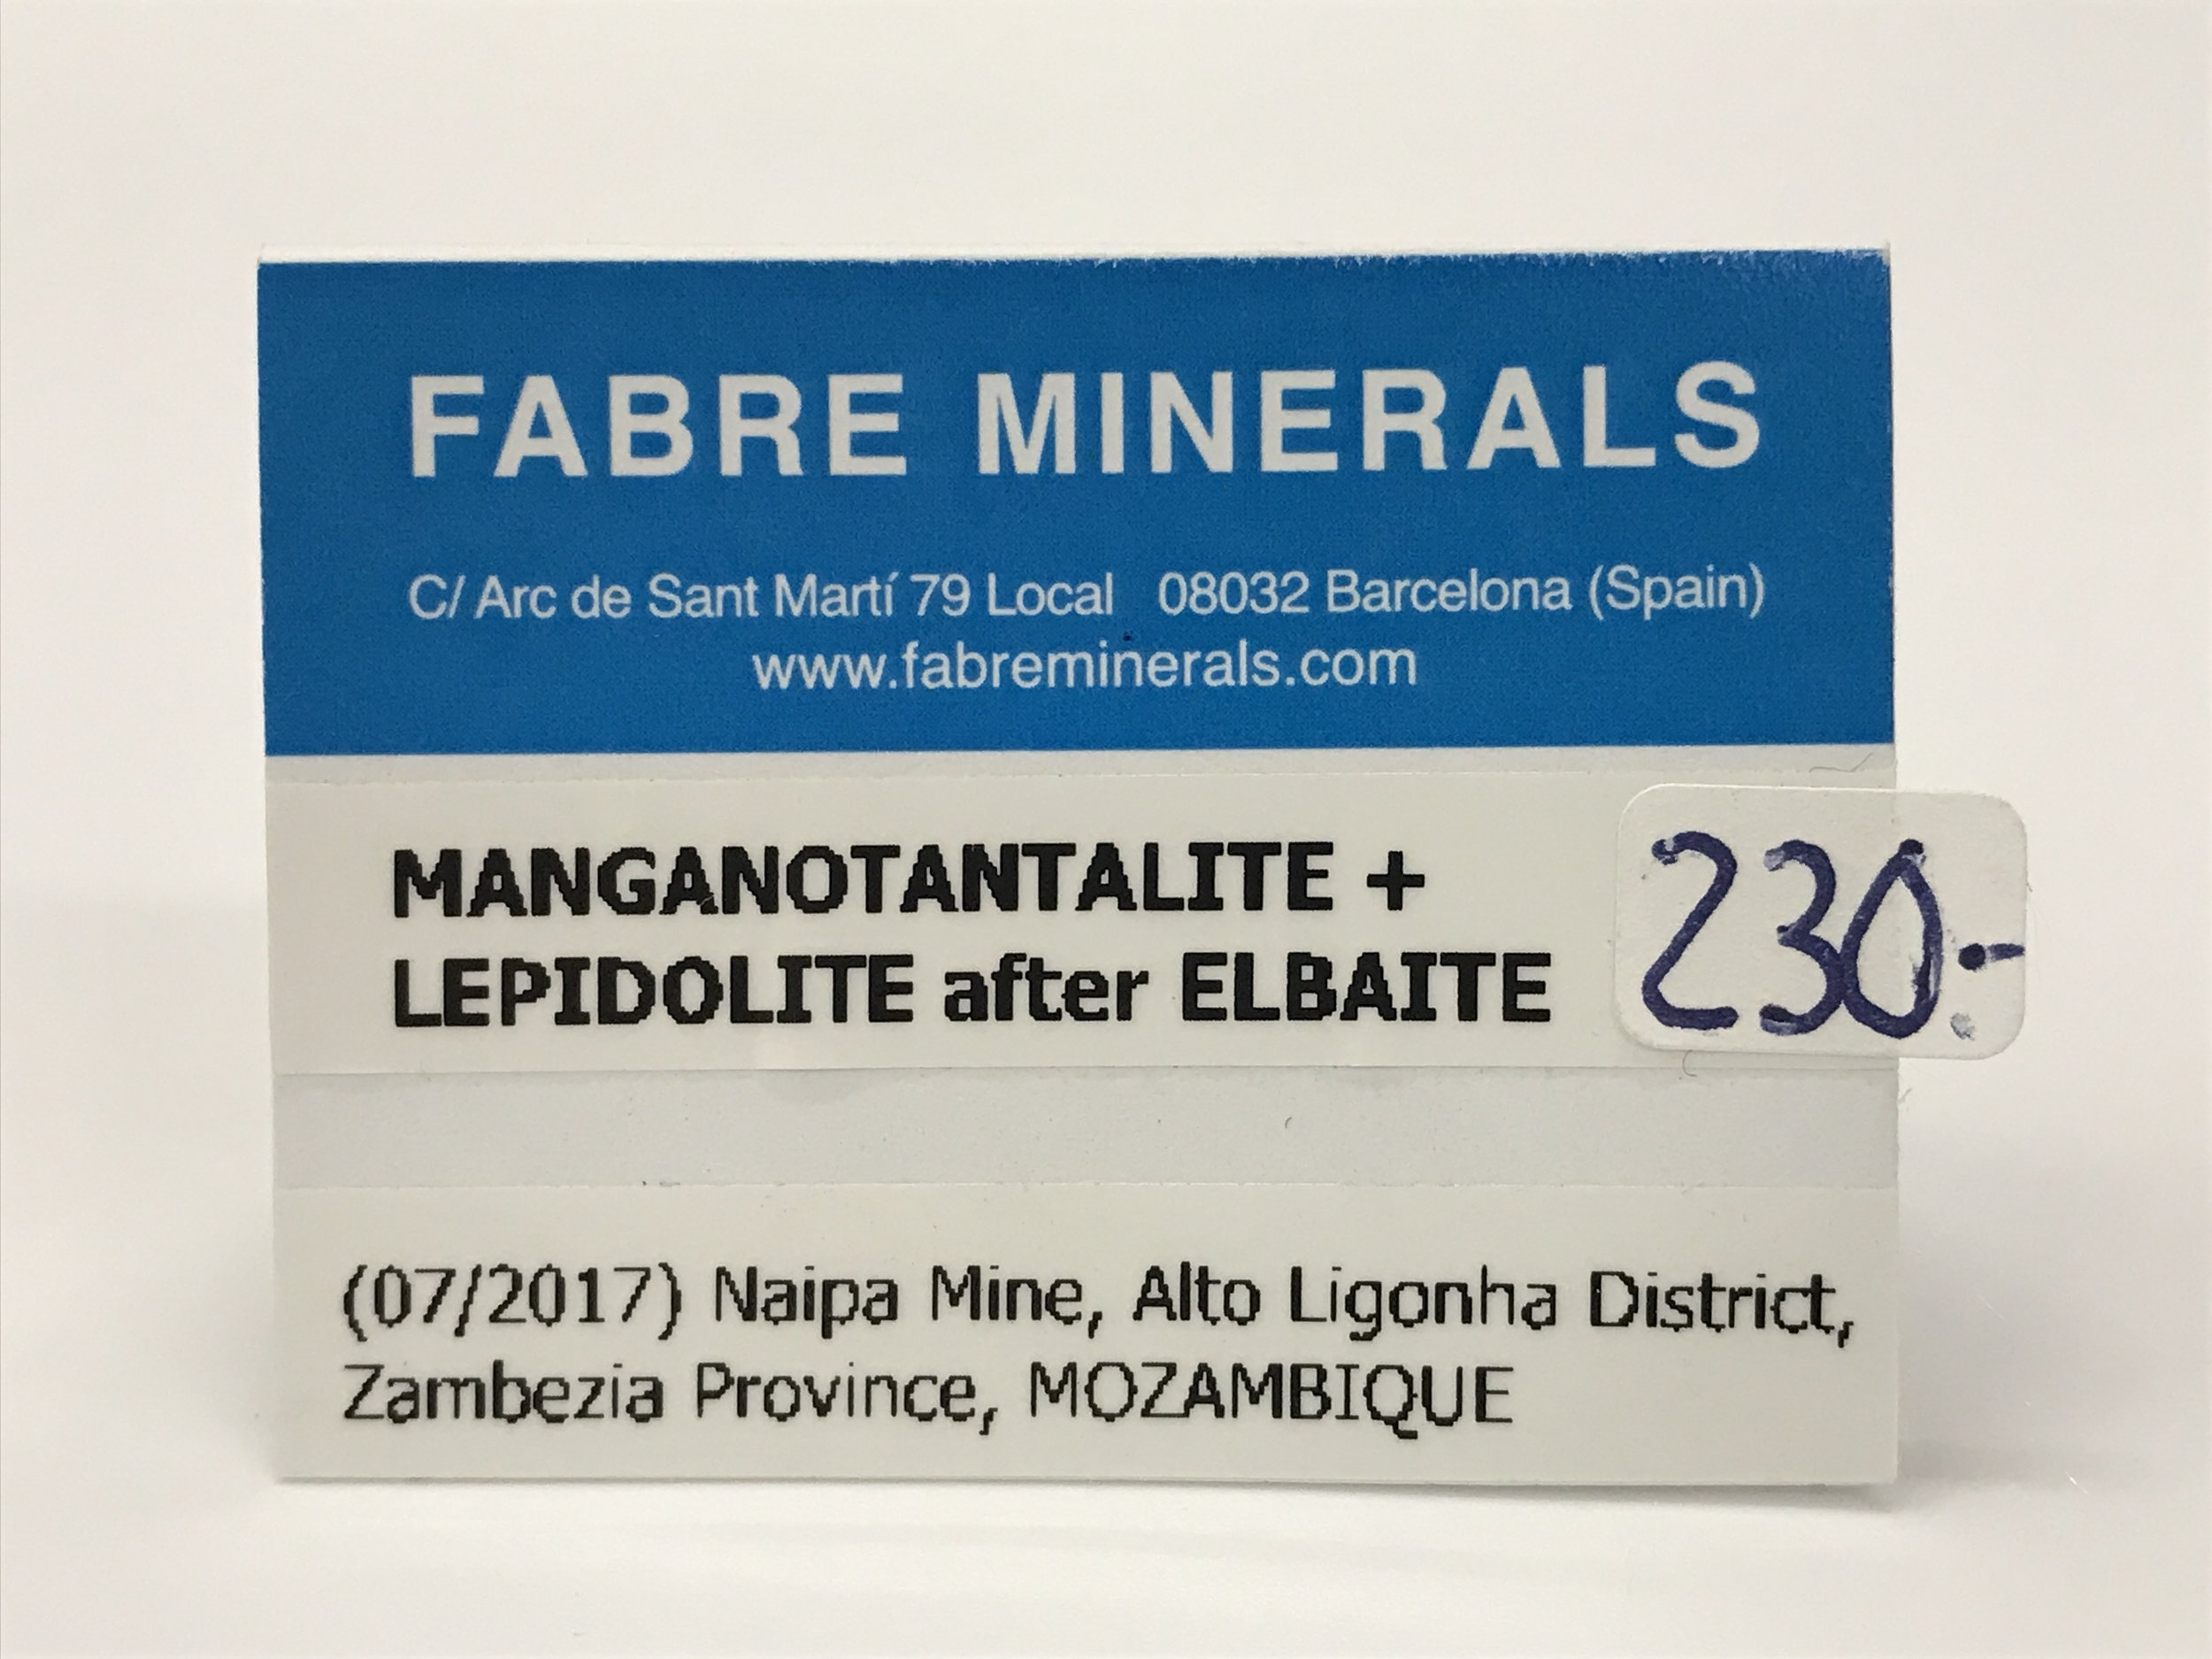 FABRE MINERALS
C/ Arc de Sant Martí 79 Local 08032 Barcelona (Spain)
www.fabreminerals.com
MANGANOTANTALITE +
LEPIDOLITE after ELBAITE
230.-
(07/2017) Naipa Mine, Alto Ligonha District,
Zambezia Province, MOZAMBIQUE